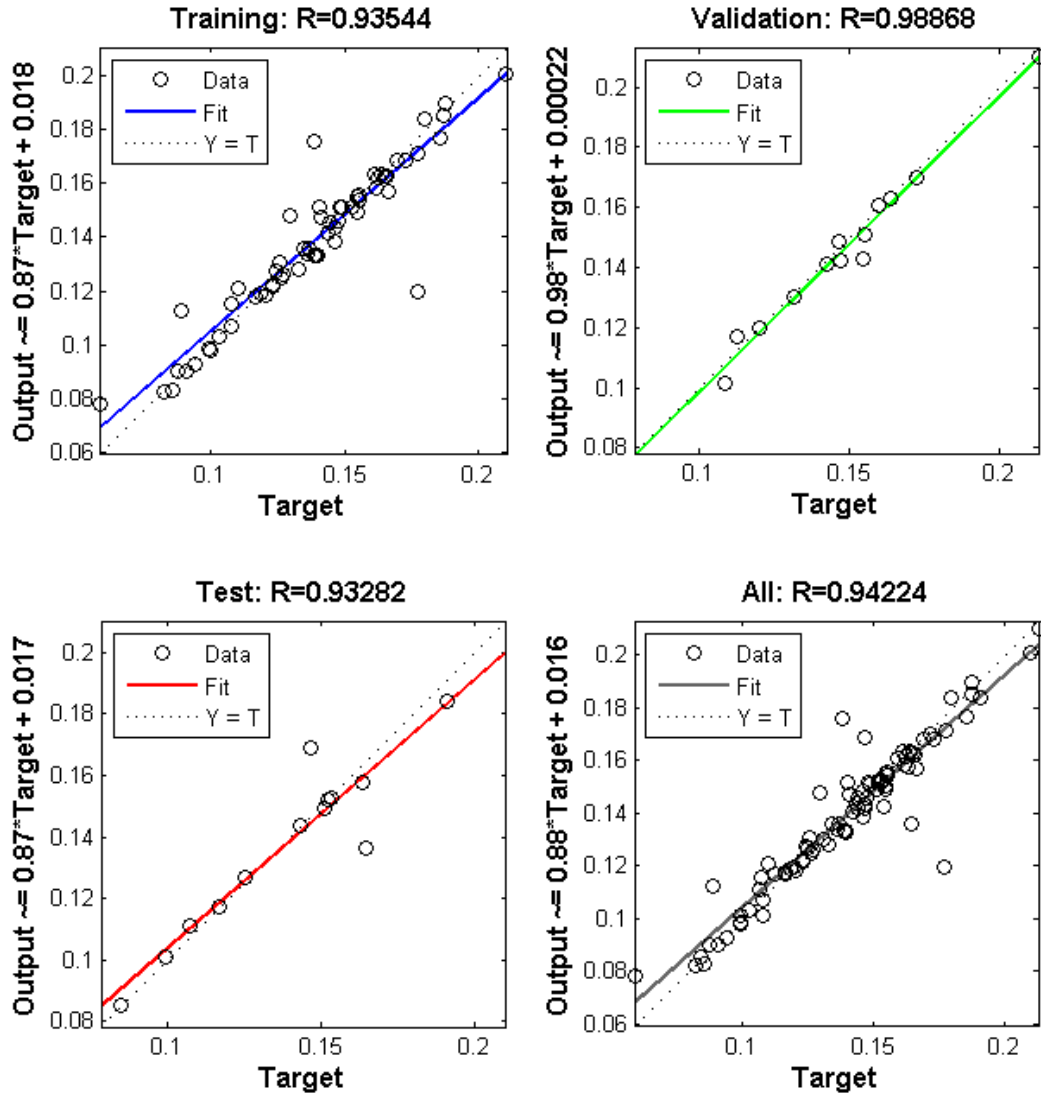 Training: R=0.93544
Output ~= 0.87*Target + 0.018
Data
Fit
Y = T
0.2
0.18
0.16
0.14
0.12
0.1
0.08
0.06
0.1
0.15
0.2
Target
Validation: R=0.98868
Output ~= 0.98*Target + 0.00022
Data
Fit
Y = T
0.2
0.18
0.16
0.14
0.12
0.1
0.08
0.1
0.15
0.2
Target
Test: R=0.93282
Output ~= 0.87*Target + 0.017
Data
Fit
Y = T
0.2
0.18
0.16
0.14
0.12
0.1
0.08
0.1
0.15
0.2
Target
All: R=0.94224
Output ~= 0.88*Target + 0.016
Data
Fit
Y = T
0.2
0.18
0.16
0.14
0.12
0.1
0.08
0.06
0.1
0.15
0.2
Target